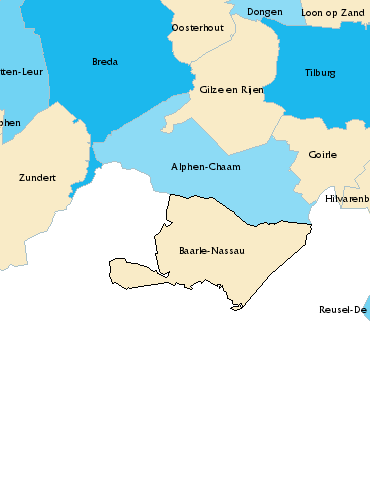 Dongen
Loon op Zand
Oosterhout
Breda
tten-Leur
Tilburg
Gilze en Rijen
phen
Goirle
Alphen-Chaam
Zundert
Hilvarenb
Baarle-Nassau
Reusel-De